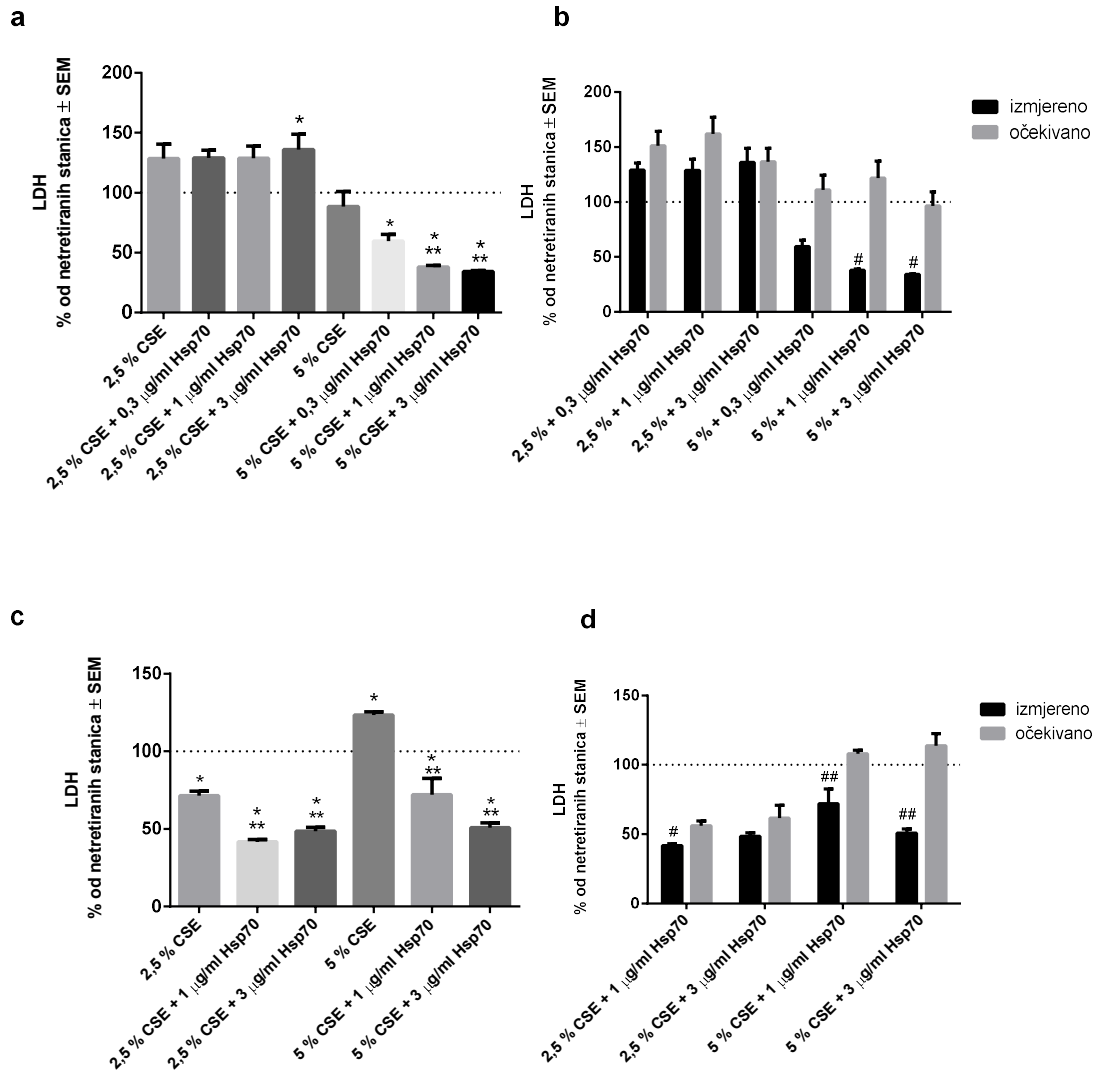 a
LDH
% od netretiranih stanica ± SEM
200
150
100
50
0
*
*
*
**
*
**
2,5 % CSE
2,5 % CSE + 0,3 µg/ml Hsp70
2,5 % CSE + 1 µg/ml Hsp70
2,5 % CSE + 3 µg/ml Hsp70
5 % CSE
5 % CSE + 0,3 µg/ml Hsp70
5 % CSE + 1 µg/ml Hsp70
5 % CSE + 3 µg/ml Hsp70
b
LDH
% od netretiranih stanica ± SEM
200
150
100
50
0
#
#
izmjereno
očekivano
2,5 % + 0,3 µg/ml Hsp70
2,5 % + 1 µg/ml Hsp70
2,5 % + 3 µg/ml Hsp70
5 % + 0,3 µg/ml Hsp70
5 % + 1 µg/ml Hsp70
5 % + 3 µg/ml Hsp70
c
LDH
% od netretiranih stanica ± SEM
150
100
50
0
*
*
**
*
**
*
*
**
*
**
2,5 % CSE
2,5 % CSE + 1 µg/ml Hsp70
2,5 % CSE + 3 µg/ml Hsp70
5 % CSE
5 % CSE + 1 µg/ml Hsp70
5 % CSE + 3 µg/ml Hsp70
d
LDH
% od netretiranih stanica ± SEM
150
100
50
0
#
##
##
izmjereno
očekivano
2,5 % CSE + 1 µg/ml Hsp70
2,5 % CSE + 3 µg/ml Hsp70
5 % CSE + 1 µg/ml Hsp70
5 % CSE + 3 µg/ml Hsp70